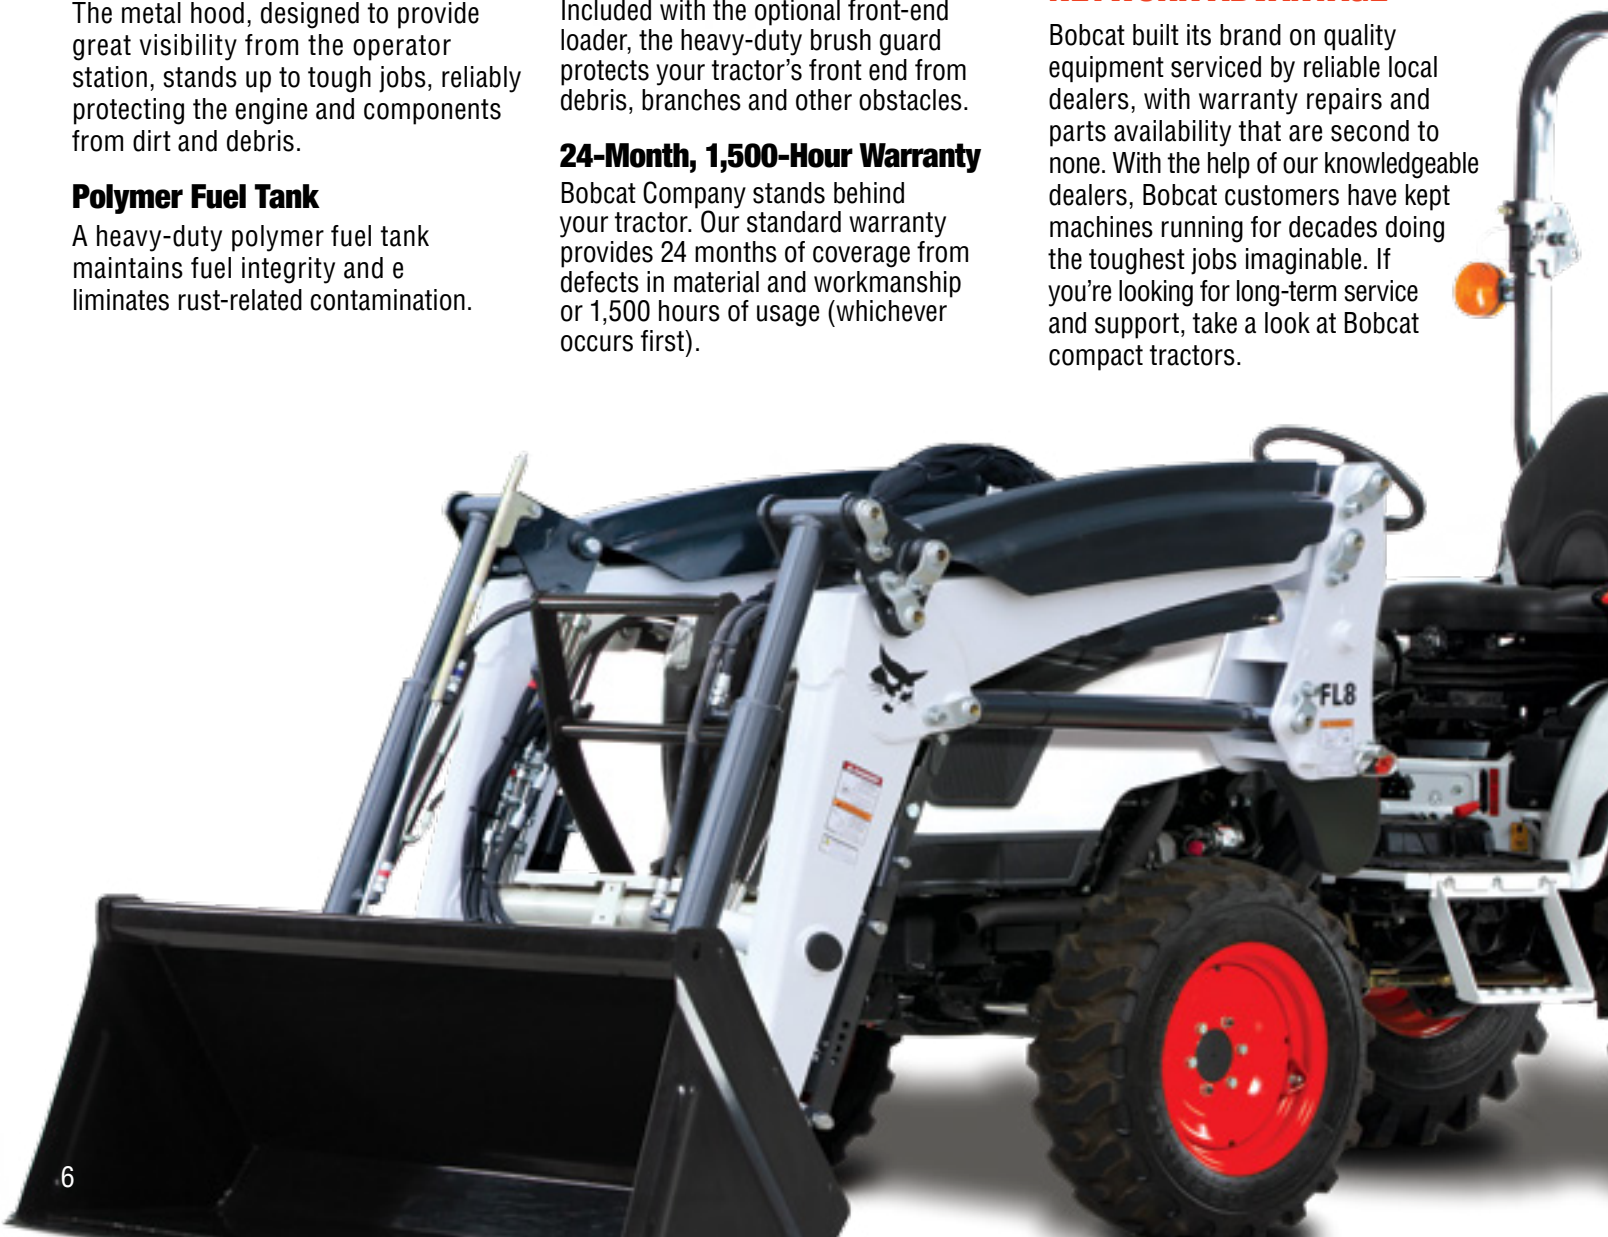 The metal hood, designed to provide
great visibility from the operator
station, stands up to tough jobs, reliably
protecting the engine and components
from dirt and debris.
Polymer Fuel Tank
A heavy-duty polymer fuel tank
maintains fuel integrity and e
liminates rust-related contamination.
Included with the optional front-end
loader, the heavy-duty brush guard
protects your tractor’s front end from
debris, branches and other obstacles.
24-Month, 1,500-Hour Warranty
Bobcat Company stands behind
your tractor. Our standard warranty
provides 24 months of coverage from
defects in material and workmanship
or 1,500 hours of usage (whichever
occurs first).
Bobcat built its brand on quality
equipment serviced by reliable local
dealers, with warranty repairs and
parts availability that are second to
none. With the help of our knowledgeable
dealers, Bobcat customers have kept
machines running for decades doing
the toughest jobs imaginable. If
you’re looking for long-term service
and support, take a look at Bobcat
compact tractors.
FL8
6